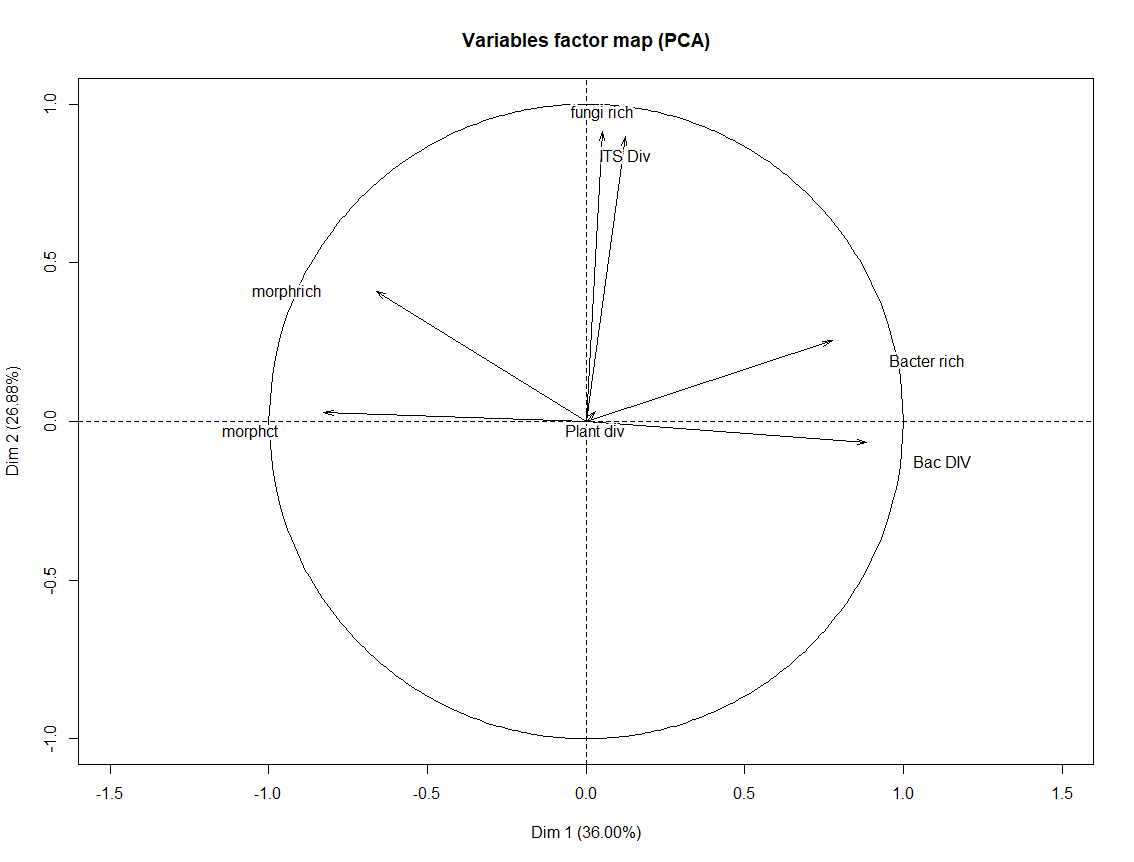 Variables factor map (PCA)
1.0
0.5
0.0
-0.5
-1.0
Dim 2 (26.88%)
fungi rich
ITS Div
morphrich
Bacter rich
morphct
Plant div
Bac DIV
-1.5
-1.0
-0.5
0.0
0.5
1.0
1.5
Dim 1 (36.00%)